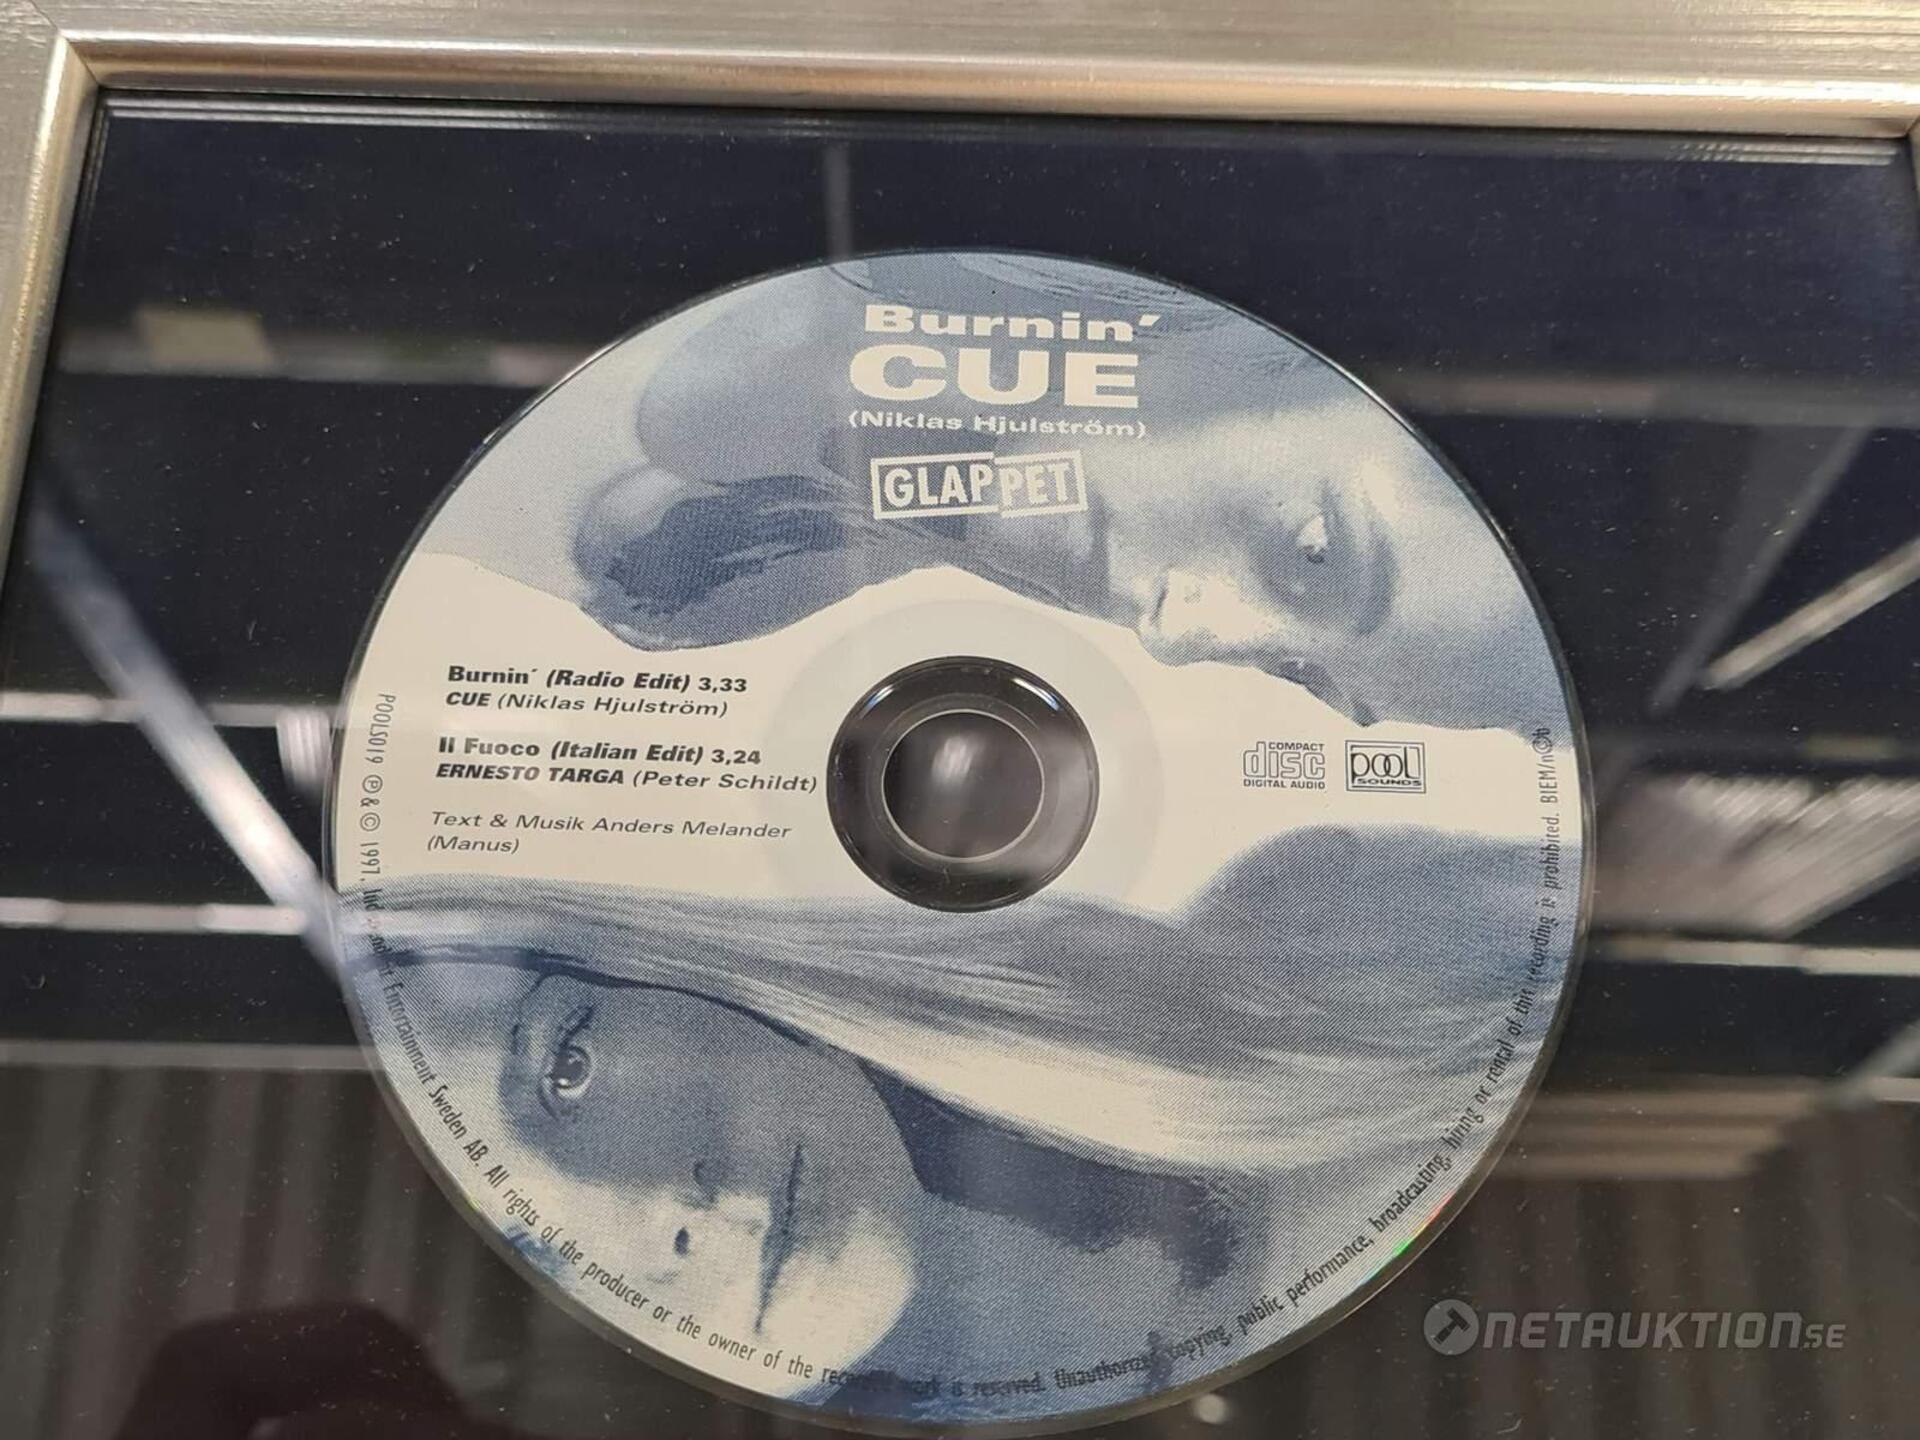 Burnin´
CUE
(Niklas Hjulström)
GLAPPET
Burnin´ (Radio Edit) 3,33
CUE (Niklas Hjulström)
Il Fuoco (Italian Edit) 3,24
ERNESTO TARGA (Peter Schildt)
Text & Musik Anders Melander
(Manus)
COMPACT
disc
DIGITAL AUDIO
pool
SOUNDS
POOLS019 Ⓟ & © 1997, Independent Entertainment Sweden AB. All rights of the producer or the owner of the recorded work is reserved. Unauthorized copying, public performance, broadcasting, hiring or rental of this recording is prohibited. BIEM/n©b
NETAUKTION.SE